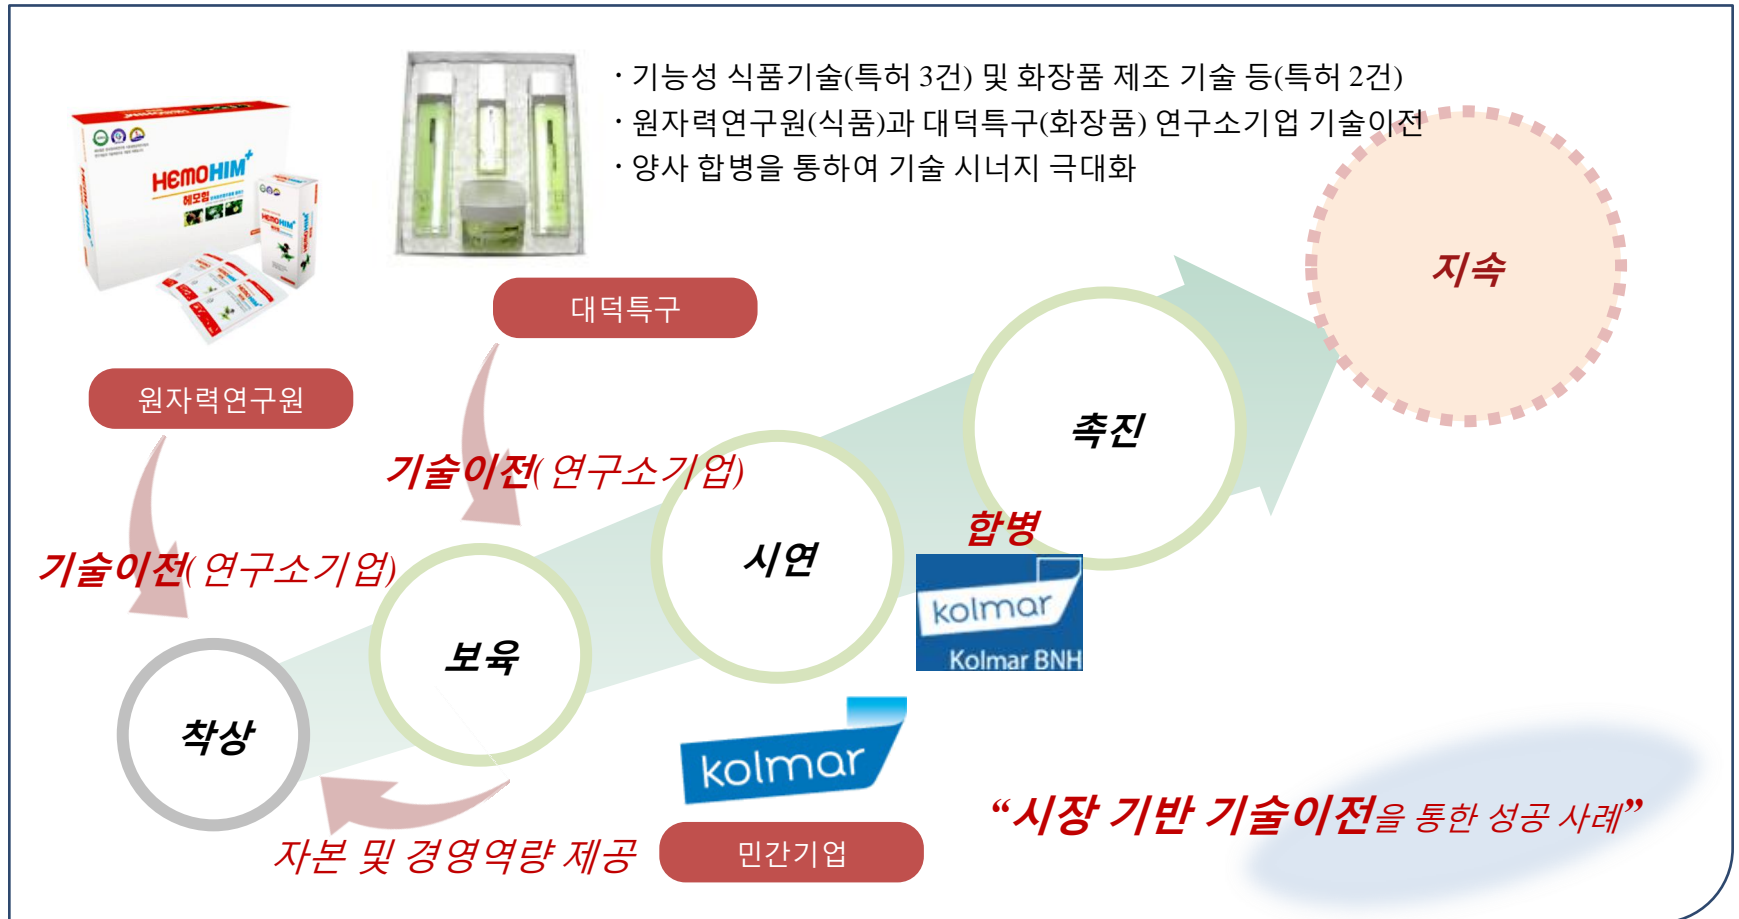 · 기능성 식품기술(특허 3건) 및 화장품 제조 기술 등(특허 2건)
· 원자력연구원(식품)과 대덕특구(화장품) 연구소기업 기술이전
· 양사 합병을 통하여 기술 시너지 극대화
HEMOHIM+
헤모힘
HEMOHIM+
지속
대덕특구
원자력연구원
촉진
기술이전(연구소기업)
합병
시연
기술이전(연구소기업)
kolmar
Kolmar BNH
보육
착상
kolmar
“시장 기반 기술이전을 통한 성공 사례”
자본 및 경영역량 제공
민간기업